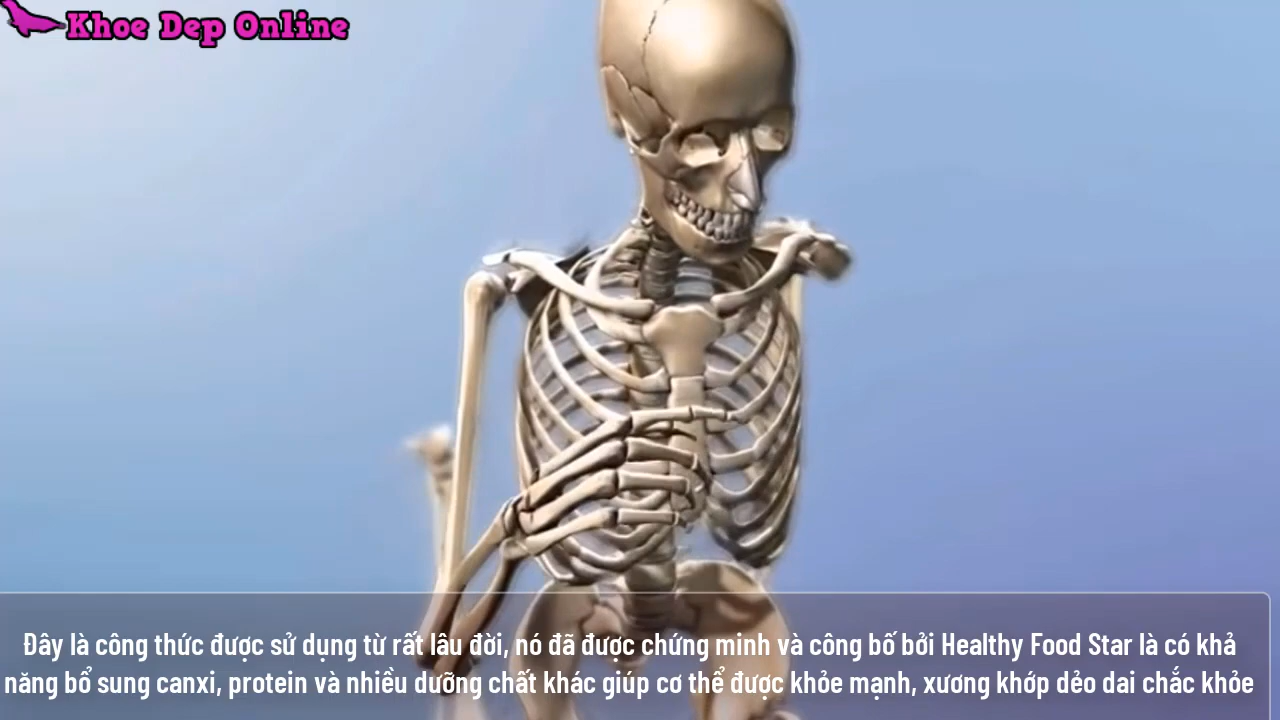 Khoe Dep Online
Đây là công thức được sử dụng từ rất lâu đời, nó đã được chứng minh và công bố bởi Healthy Food Star là có khả
năng bổ sung canxi, protein và nhiều dưỡng chất khác giúp cơ thể được khỏe mạnh, xương khớp dẻo dai chắc khỏe